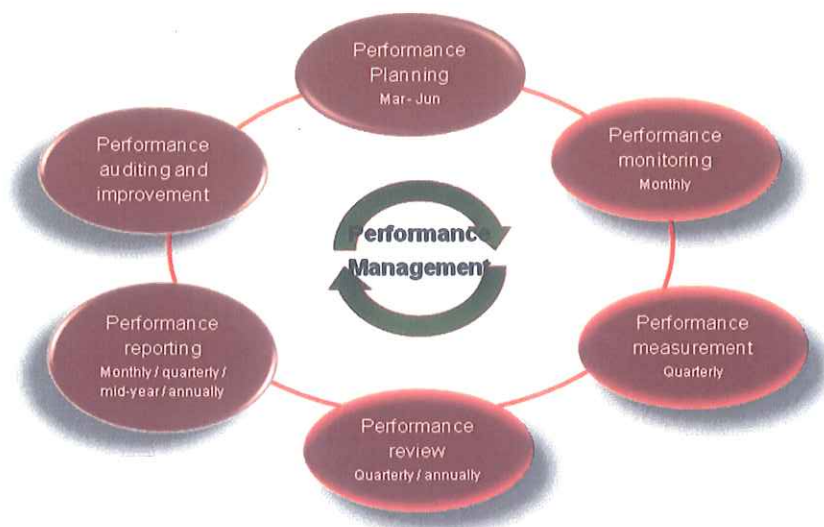 Performance
Planning
Mar- Jun
Performance
monitoring
Monthly
Performance
measurement
Quarterly
Performance
review
Quarterly / annually
Performance
reporting
Monthly / quarterly /
mid-year / annually
Performance
auditing and
improvement
Performance
Management